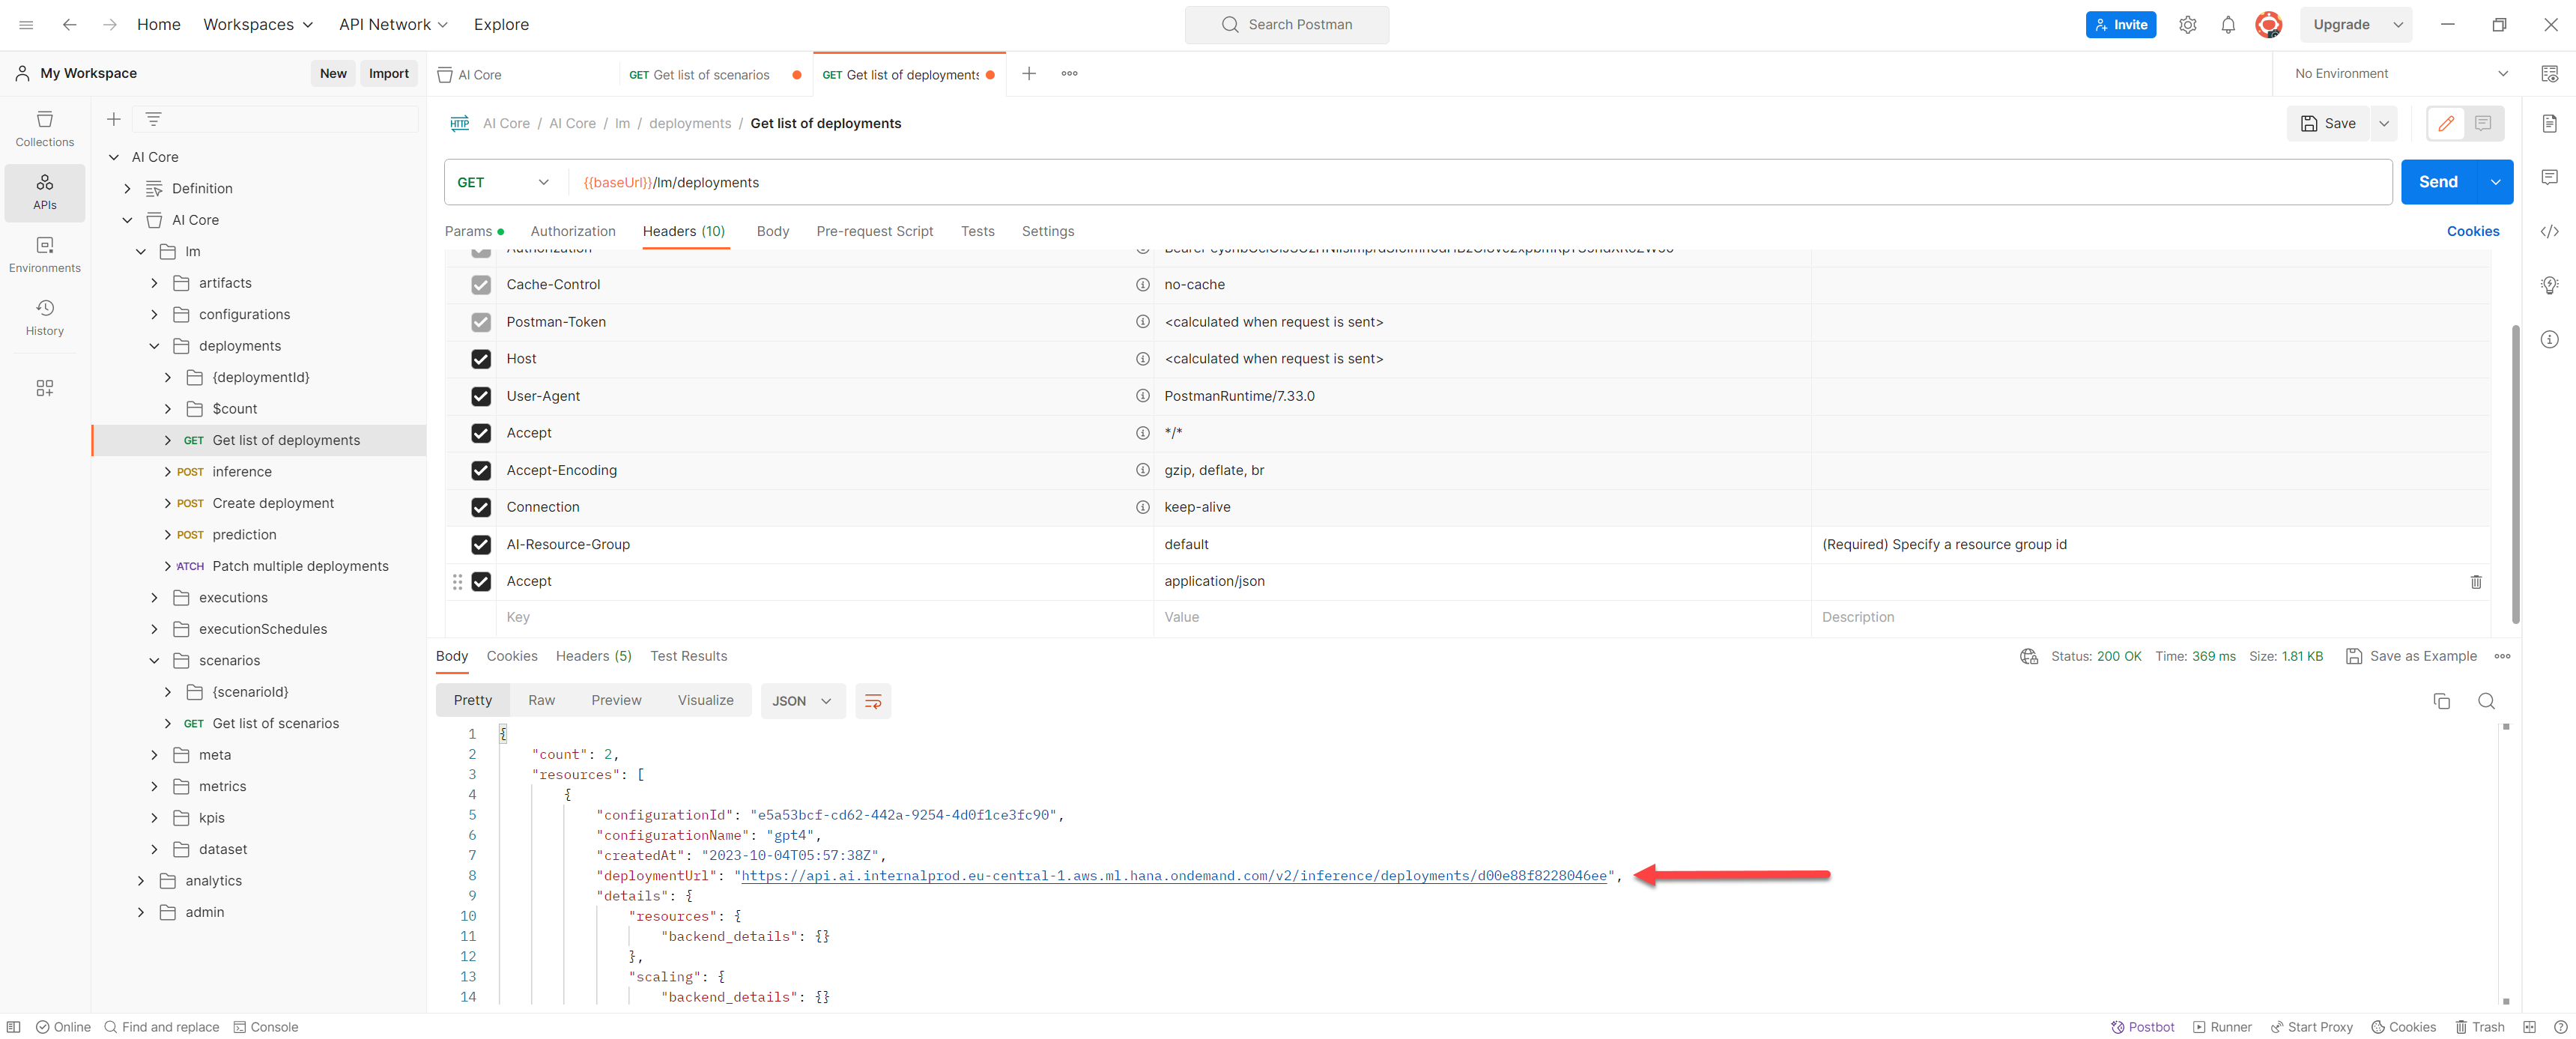 Home Workspaces API Network Explore Search Postman Invite Upgrade
My Workspace New Import AI Core GET Get list of scenarios GET Get list of deployments No Environment
Collections
APIs
Environments
History
AI Core
Definition
AI Core
lm
artifacts
configurations
deployments
{deploymentId}
$count
GET Get list of deployments
POST inference
POST Create deployment
POST prediction
ATCH Patch multiple deployments
executions
executionSchedules
scenarios
{scenarioId}
GET Get list of scenarios
meta
metrics
kpis
dataset
analytics
admin
HTTP AI Core / AI Core / lm / deployments / Get list of deployments Save
GET {{baseUrl}}/lm/deployments Send
Params Authorization Headers (10) Body Pre-request Script Tests Settings Cookies
Authorization
Cache-Control no-cache
Postman-Token <calculated when request is sent>
Host <calculated when request is sent>
User-Agent PostmanRuntime/7.33.0
Accept */*
Accept-Encoding gzip, deflate, br
Connection keep-alive
AI-Resource-Group default (Required) Specify a resource group id
Accept application/json
Key Value Description
Body Cookies Headers (5) Test Results Status: 200 OK Time: 369 ms Size: 1.81 KB Save as Example
Pretty Raw Preview Visualize JSON
1 {
2 "count": 2,
3 "resources": [
4 {
5 "configurationId": "e5a53bcf-cd62-442a-9254-4d0f1ce3fc90",
6 "configurationName": "gpt4",
7 "createdAt": "2023-10-04T05:57:38Z",
8 "deploymentUrl": "https://api.ai.internalprod.eu-central-1.aws.ml.hana.ondemand.com/v2/inference/deployments/d00e88f8228046ee",
9 "details": {
10 "resources": {
11 "backend_details": {}
12 },
13 "scaling": {
14 "backend_details": {}
Online Find and replace Console Postbot Runner Start Proxy Cookies Trash